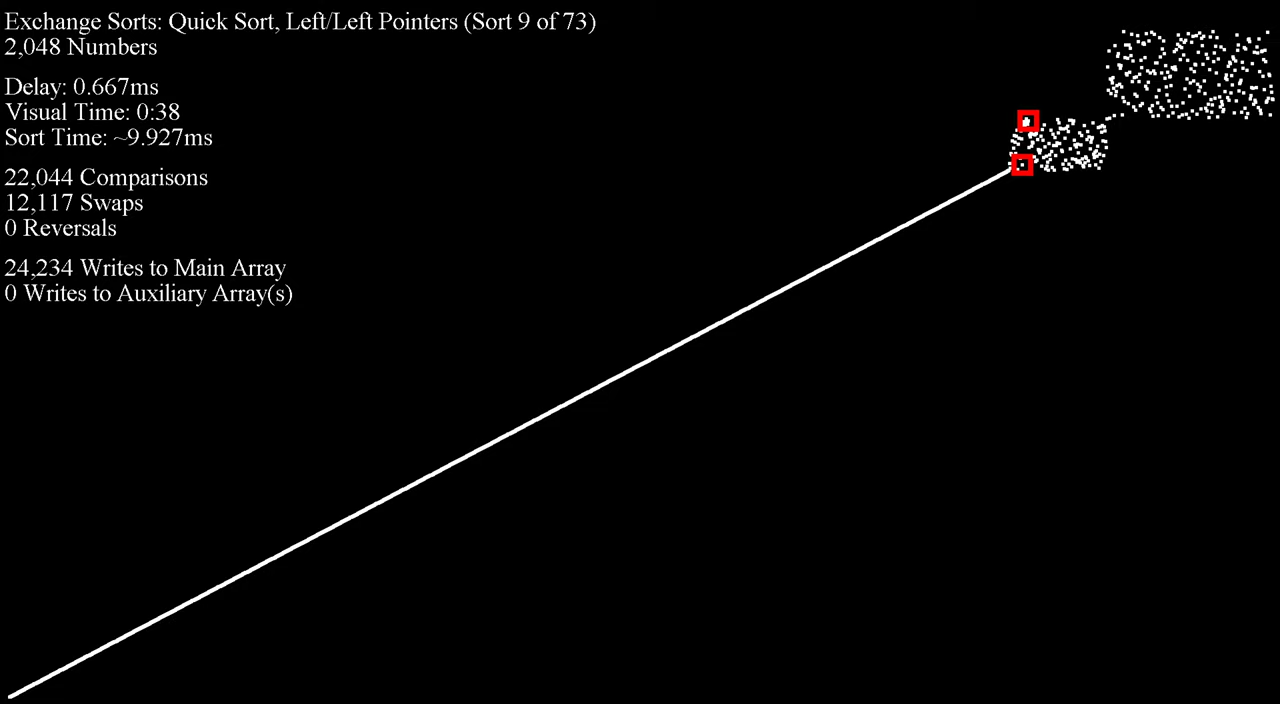 Exchange Sorts: Quick Sort, Left/Left Pointers (Sort 9 of 73)
2,048 Numbers
Delay: 0.667ms
Visual Time: 0:38
Sort Time: ~9.927ms
22,044 Comparisons
12,117 Swaps
0 Reversals
24,234 Writes to Main Array
0 Writes to Auxiliary Array(s)